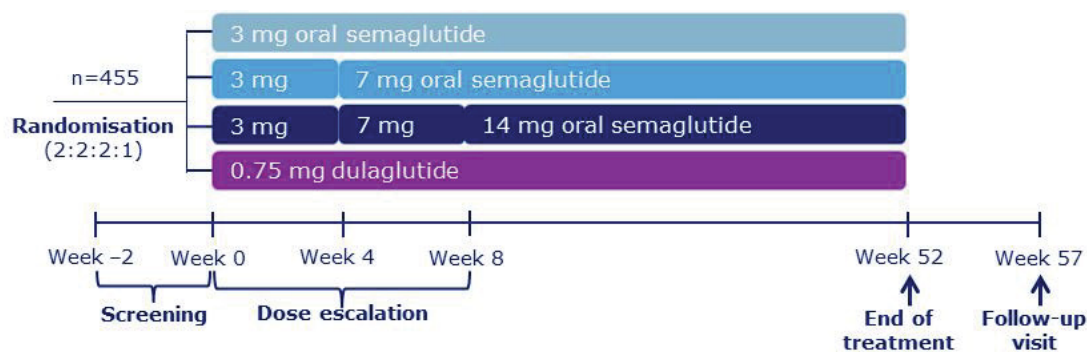 3 mg oral semaglutide
n=455
3 mg 7 mg oral semaglutide
Randomisation
(2:2:2:1)
3 mg 7 mg 14 mg oral semaglutide
0.75 mg dulaglutide
Week –2 Week 0 Week 4 Week 8 Week 52 Week 57
Screening Dose escalation End of treatment Follow-up visit